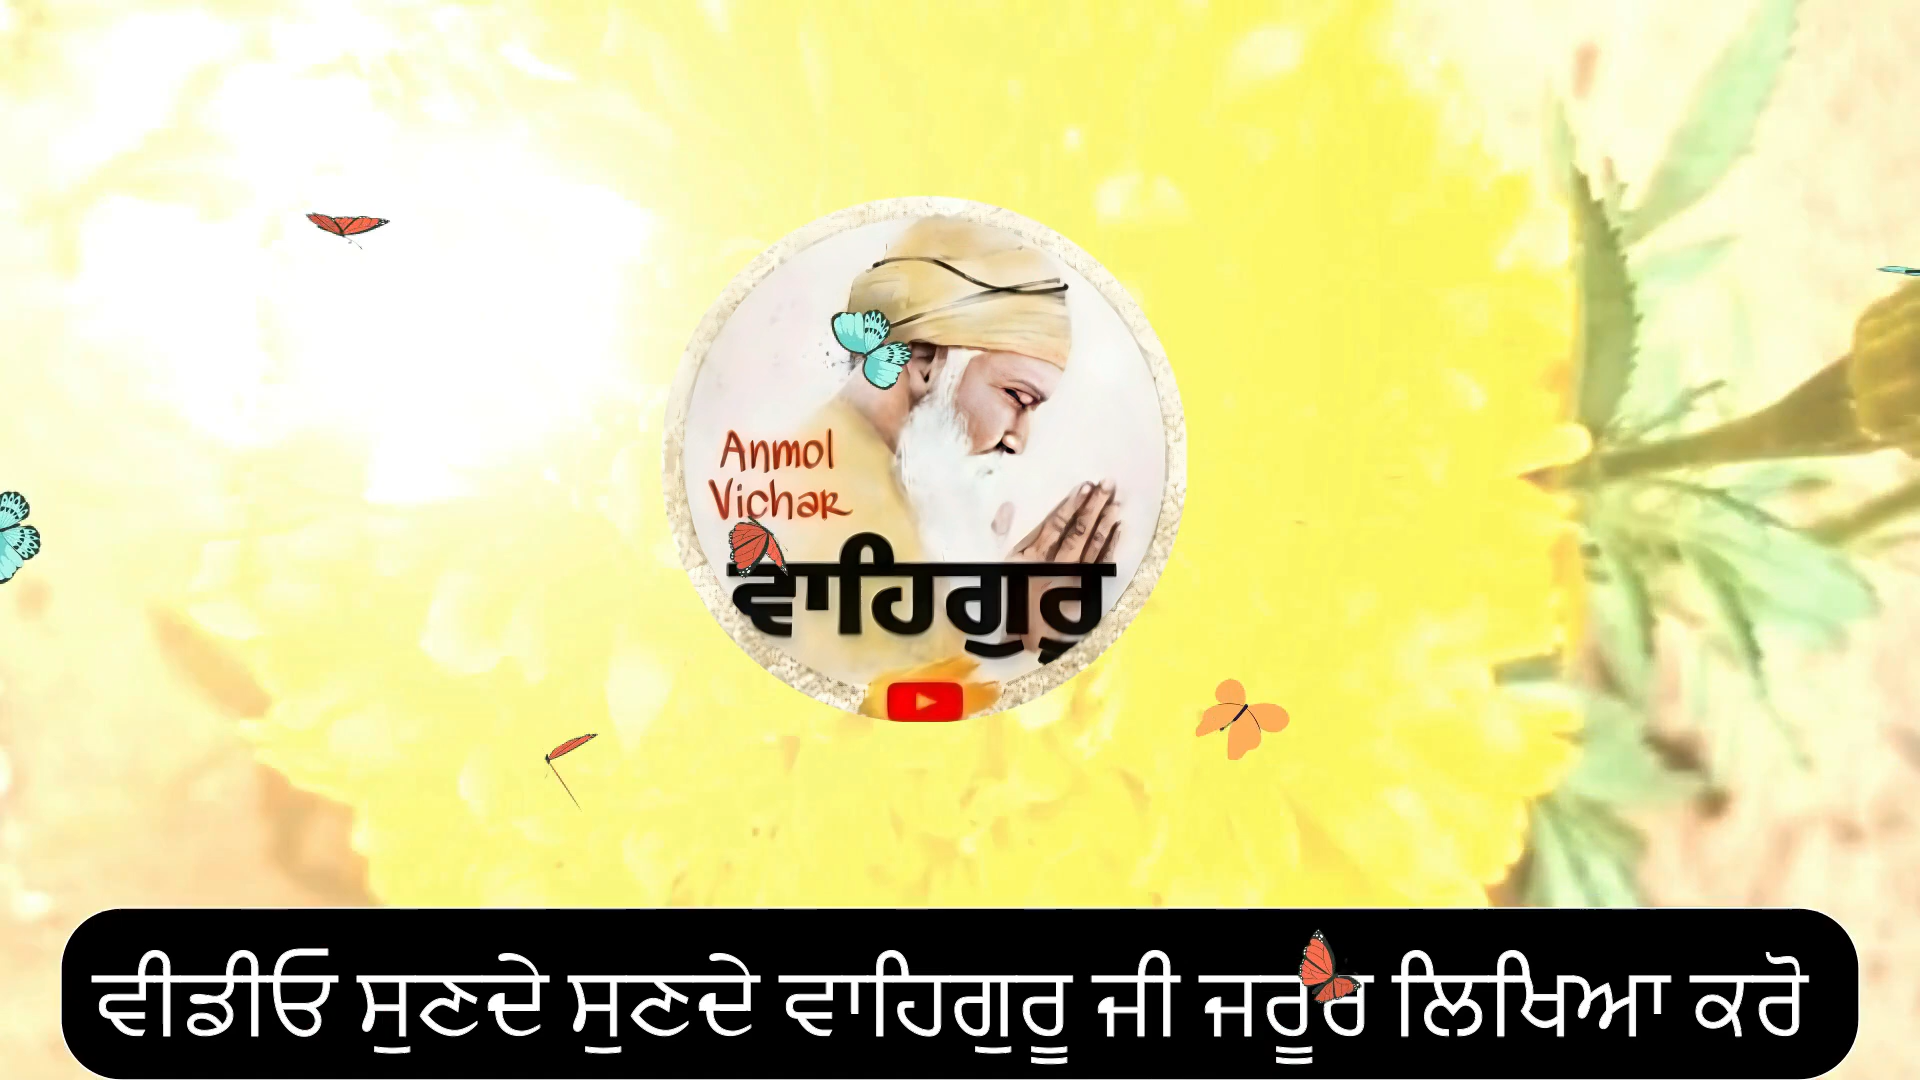 Anmol
Vichar
ਵਾਹਿਗੁਰੂ
ਵੀਡੀਓ ਸੁਣਦੇ ਸੁਣਦੇ ਵਾਹਿਗੁਰੂ ਜੀ ਜਰੂਰ ਲਿਖਿਆ ਕਰੋ